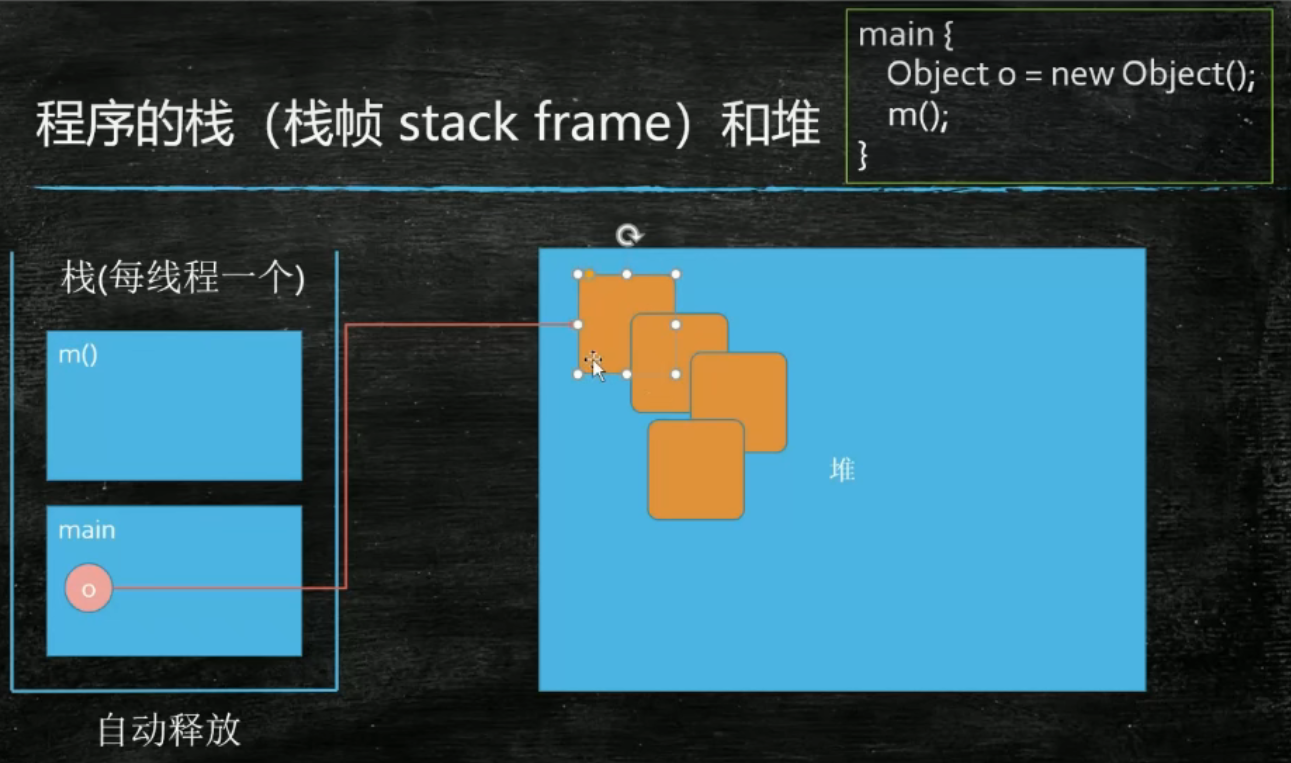 main {
Object o = new Object();
m();
}
程序的栈（栈帧 stack frame）和堆
栈(每线程一个)
m()
main
o
堆
自动释放